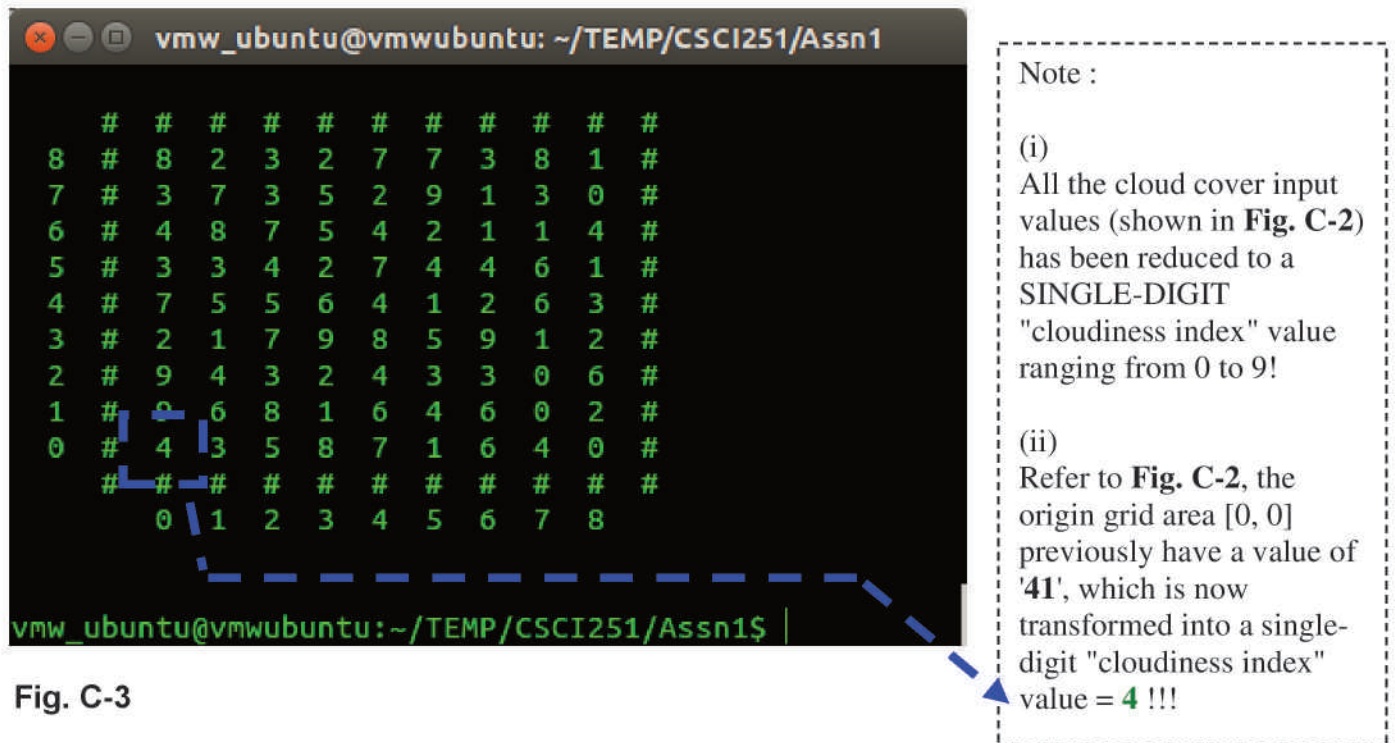 vmw_ubuntu@vmwubuntu: ~/TEMP/CSCI251/Assn1
# # # # # # # # # # #
8 # 8 2 3 2 7 7 3 8 1 #
7 # 3 7 3 5 2 9 1 3 0 #
6 # 4 8 7 5 4 2 1 1 4 #
5 # 3 3 4 2 7 4 4 6 1 #
4 # 7 5 5 6 4 1 2 6 3 #
3 # 2 1 7 9 8 5 9 1 2 #
2 # 9 4 3 2 4 3 3 0 6 #
1 # 6 8 1 6 4 6 0 2 #
0 # 4 3 5 8 7 1 6 4 0 #
# # # # # # # # # # #
0 1 2 3 4 5 6 7 8
vmw_ubuntu@vmwubuntu:~/TEMP/CSCI251/Assn1$
Fig. C-3
Note :
(i)
All the cloud cover input
values (shown in Fig. C-2)
has been reduced to a
SINGLE-DIGIT
"cloudiness index" value
ranging from 0 to 9!
(ii)
Refer to Fig. C-2, the
origin grid area [0, 0]
previously have a value of
'41', which is now
transformed into a single-
digit "cloudiness index"
value = 4 !!!